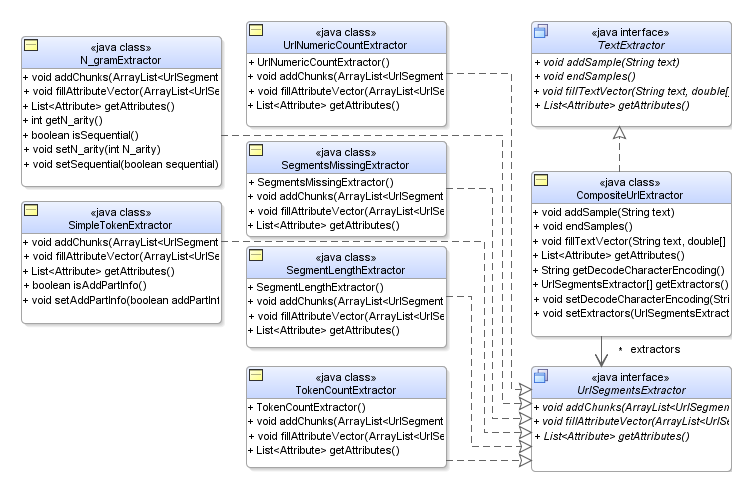 «java class»
N_gramExtractor
+ void addChunks(ArrayList<UrlSegment
+ void fillAttributeVector(ArrayList<UrlSe
+ List<Attribute> getAttributes()
+ int getN_arity()
+ boolean isSequential()
+ void setN_arity(int N_arity)
+ void setSequential(boolean sequential)
«java class»
SimpleTokenExtractor
+ void addChunks(ArrayList<UrlSegment
+ void fillAttributeVector(ArrayList<UrlSe
+ List<Attribute> getAttributes()
+ boolean isAddPartInfo()
+ void setAddPartInfo(boolean addPartInf
«java class»
UrlNumericCountExtractor
+ UrlNumericCountExtractor()
+ void addChunks(ArrayList<UrlSegment
+ void fillAttributeVector(ArrayList<UrlSe
+ List<Attribute> getAttributes()
«java class»
SegmentsMissingExtractor
+ SegmentsMissingExtractor()
+ void addChunks(ArrayList<UrlSegment
+ void fillAttributeVector(ArrayList<UrlSe
+ List<Attribute> getAttributes()
«java class»
SegmentLengthExtractor
+ SegmentLengthExtractor()
+ void addChunks(ArrayList<UrlSegment
+ void fillAttributeVector(ArrayList<UrlSe
+ List<Attribute> getAttributes()
«java class»
TokenCountExtractor
+ TokenCountExtractor()
+ void addChunks(ArrayList<UrlSegment
+ void fillAttributeVector(ArrayList<UrlSe
+ List<Attribute> getAttributes()
«java interface»
TextExtractor
+ void addSample(String text)
+ void endSamples()
+ void fillTextVector(String text, double[]
+ List<Attribute> getAttributes()
«java class»
CompositeUrlExtractor
+ void addSample(String text)
+ void endSamples()
+ void fillTextVector(String text, double[]
+ List<Attribute> getAttributes()
+ String getDecodeCharacterEncoding()
+ UrlSegmentsExtractor[] getExtractors()
+ void setDecodeCharacterEncoding(Stri
+ void setExtractors(UrlSegmentsExtract
* extractors
«java interface»
UrlSegmentsExtractor
+ void addChunks(ArrayList<UrlSegmen
+ void fillAttributeVector(ArrayList<UrlSe
+ List<Attribute> getAttributes()